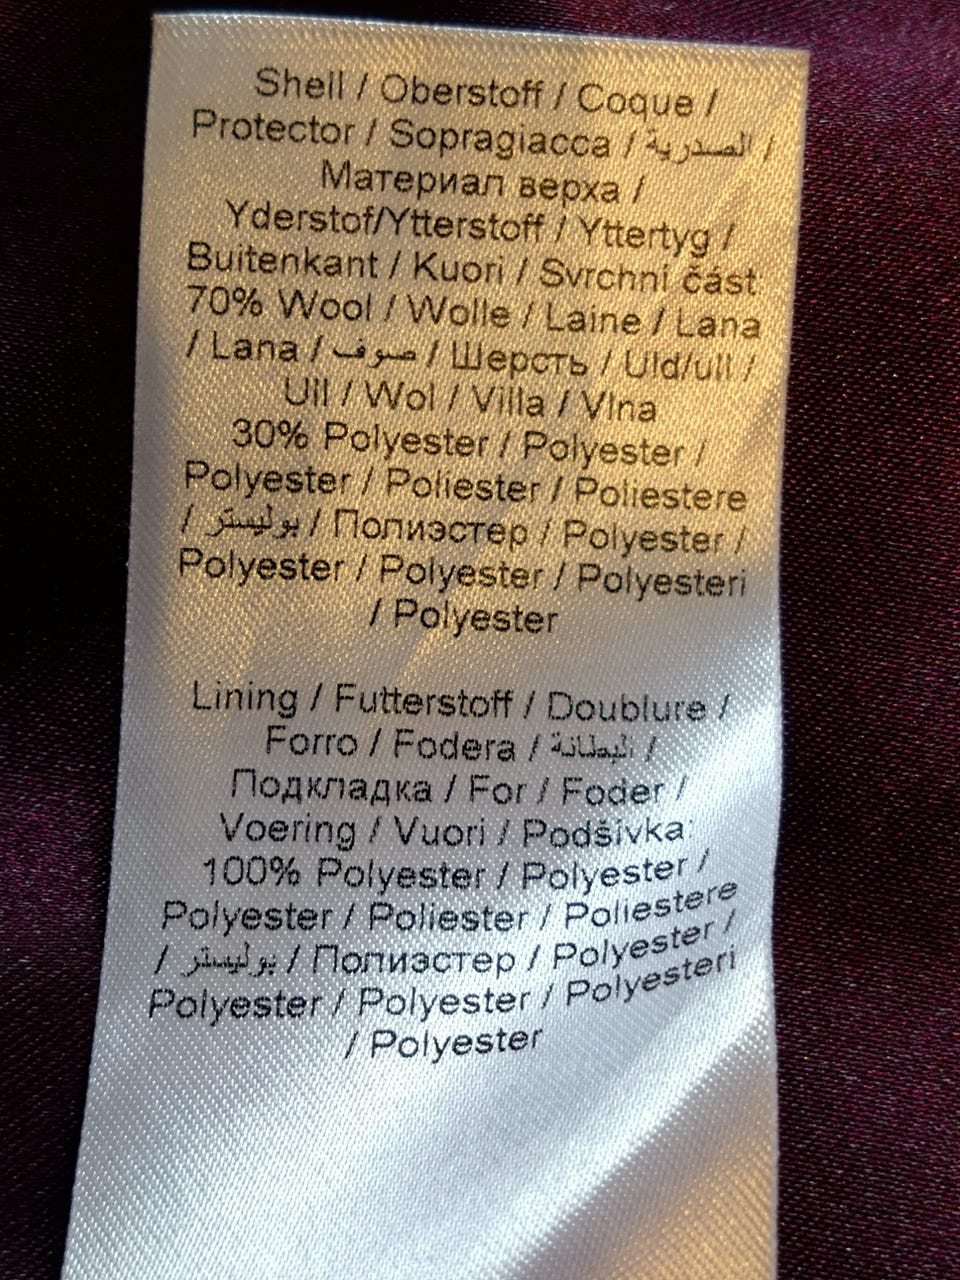 Shell / Oberstoff / Coque /
Protector / Sopragiacca / الصدرية /
Материал верха /
Yderstof/Ytterstoff / Yttertyg /
Buitenkant / Kuori / Svrchní část
70% Wool / Wolle / Laine / Lana
/ Lana / صوف / Шерсть / Uld/ull /
Ull / Wol / Villa / Vlna
30% Polyester / Polyester /
Polyester / Poliester / Poliestere
/ بوليستر / Полиэстер / Polyester /
Polyester / Polyester / Polyesteri
/ Polyester
Lining / Futterstoff / Doublure /
Forro / Fodera / البطانة /
Подкладка / For / Foder /
Voering / Vuori / Podšívka:
100% Polyester / Polyester /
Polyester / Poliester / Poliestere
/ بوليستر / Полиэстер / Polyester /
Polyester / Polyester / Polyesteri
/ Polyester